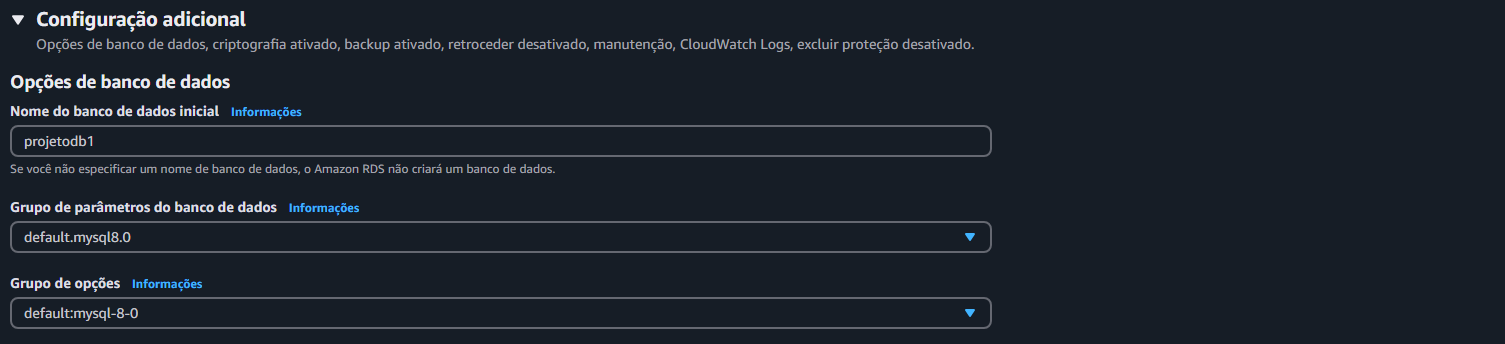 Configuração adicional
Opções de banco de dados, criptografia ativado, backup ativado, retroceder desativado, manutenção, CloudWatch Logs, excluir proteção desativado.
Opções de banco de dados
Nome do banco de dados inicial Informações
projetodb1
Se você não especificar um nome de banco de dados, o Amazon RDS não criará um banco de dados.
Grupo de parâmetros do banco de dados Informações
default.mysql8.0
Grupo de opções Informações
default:mysql-8-0